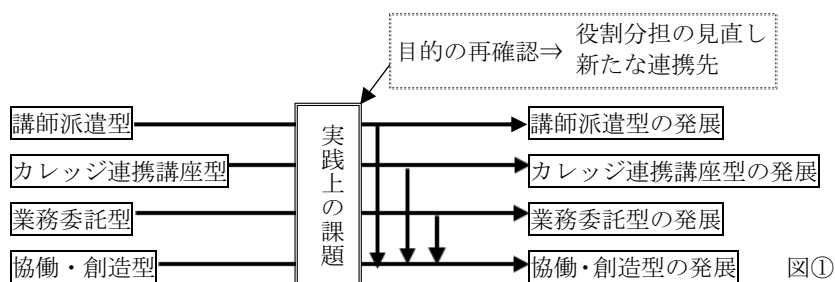 目的の再確認⇒ 役割分担の見直し
新たな連携先
講師派遣型
講師派遣型の発展
カレッジ連携講座型
カレッジ連携講座型の発展
業務委託型
業務委託型の発展
協働・創造型
協働・創造型の発展
実践上の課題
図①